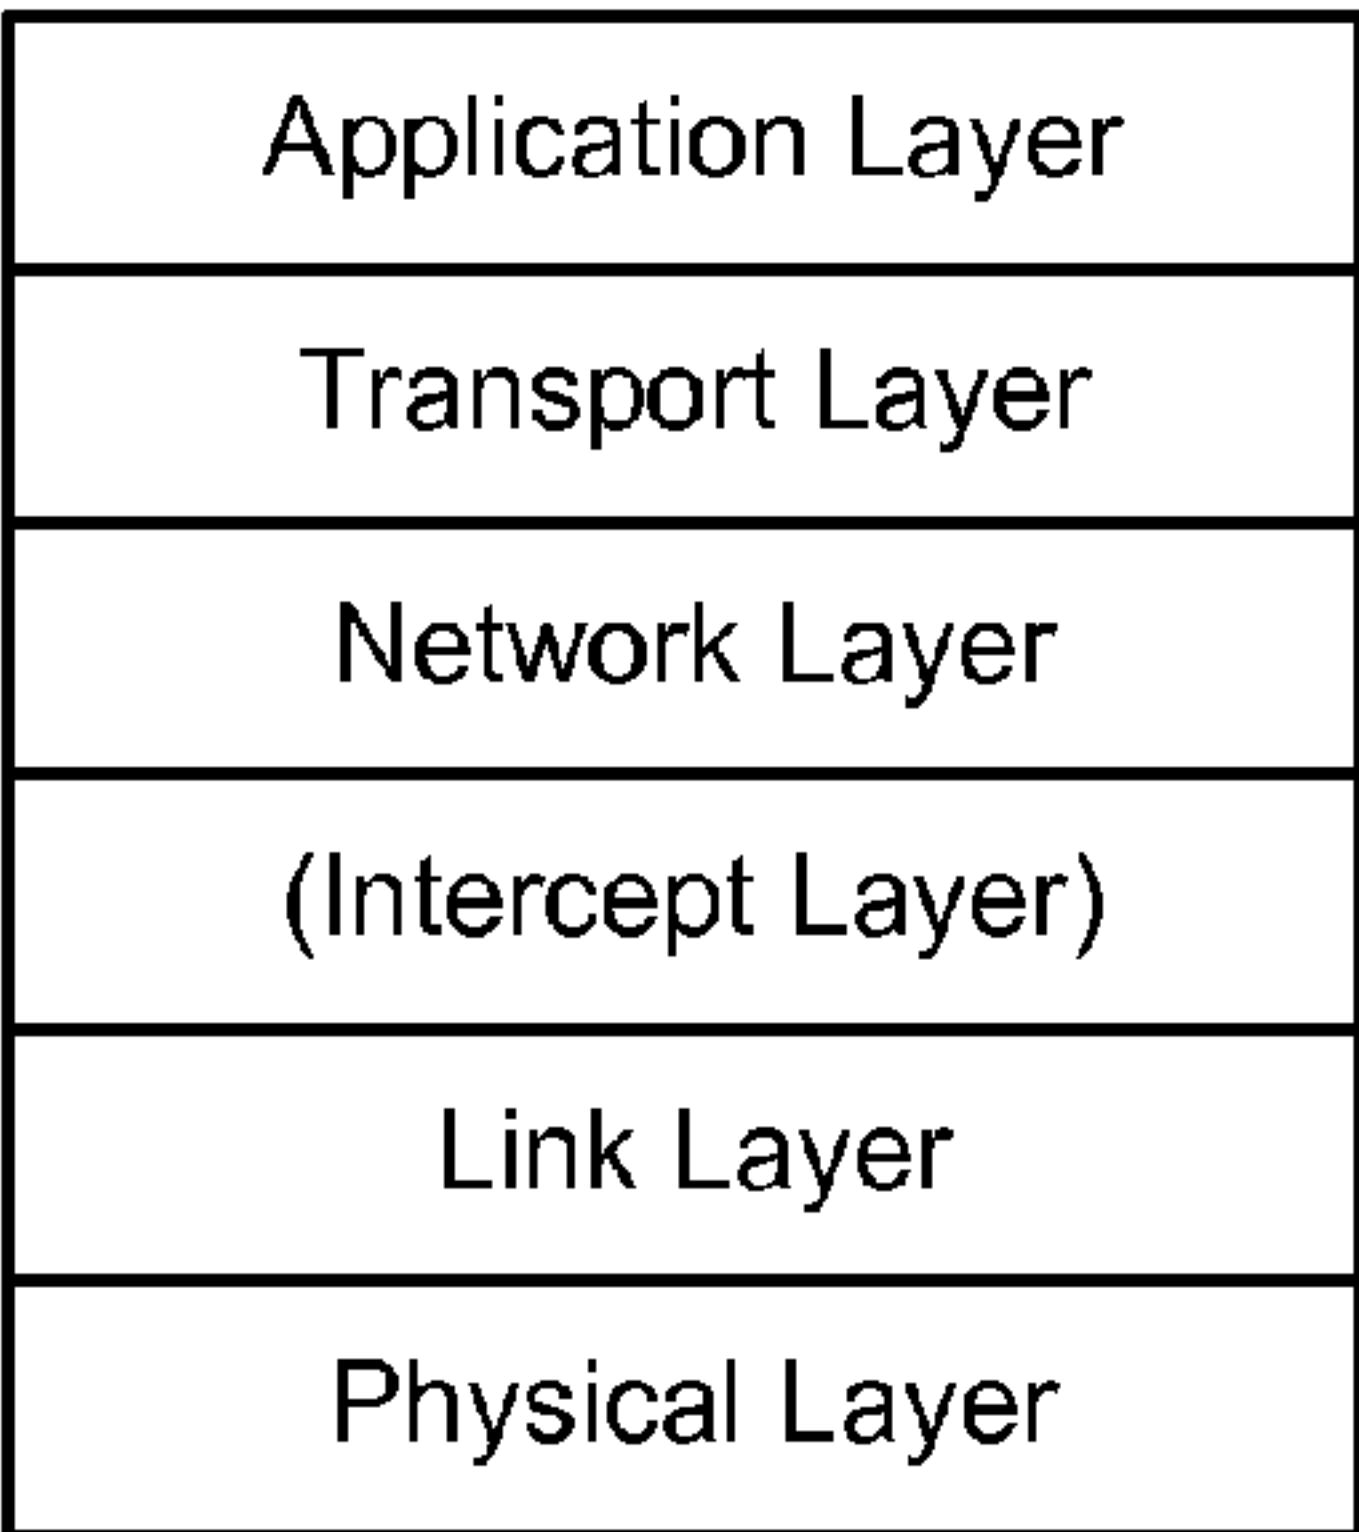 Application Layer
Transport Layer
Network Layer
(Intercept Layer)
Link Layer
Physical Layer